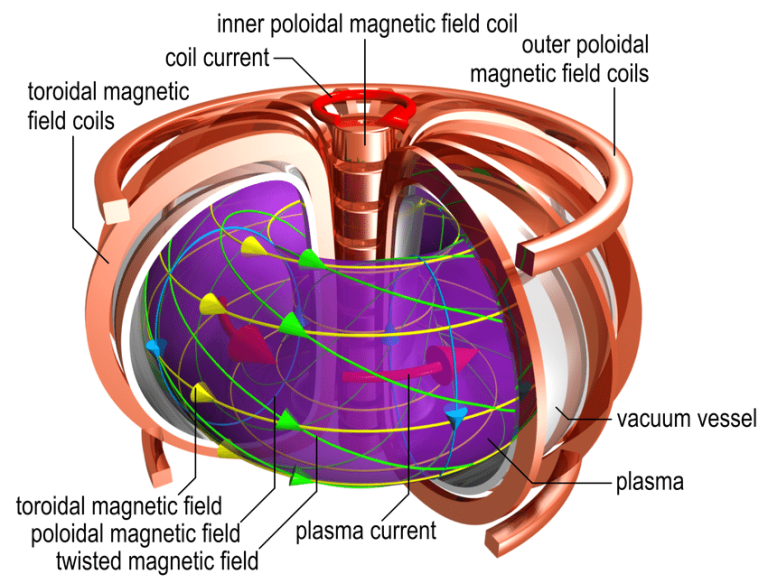 inner poloidal magnetic field coil
coil current
outer poloidal
magnetic field coils
toroidal magnetic
field coils
vacuum vessel
plasma
toroidal magnetic field
poloidal magnetic field
plasma current
twisted magnetic field